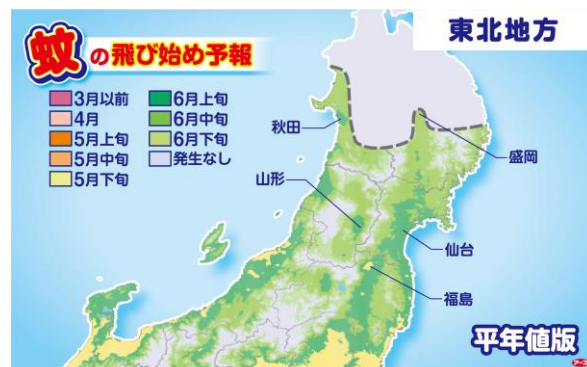 蚊の飛び始め予報
東北地方
3月以前
4月
5月上旬
5月中旬
5月下旬
6月上旬
6月中旬
6月下旬
発生なし
秋田
盛岡
山形
仙台
福島
平年値版
アース